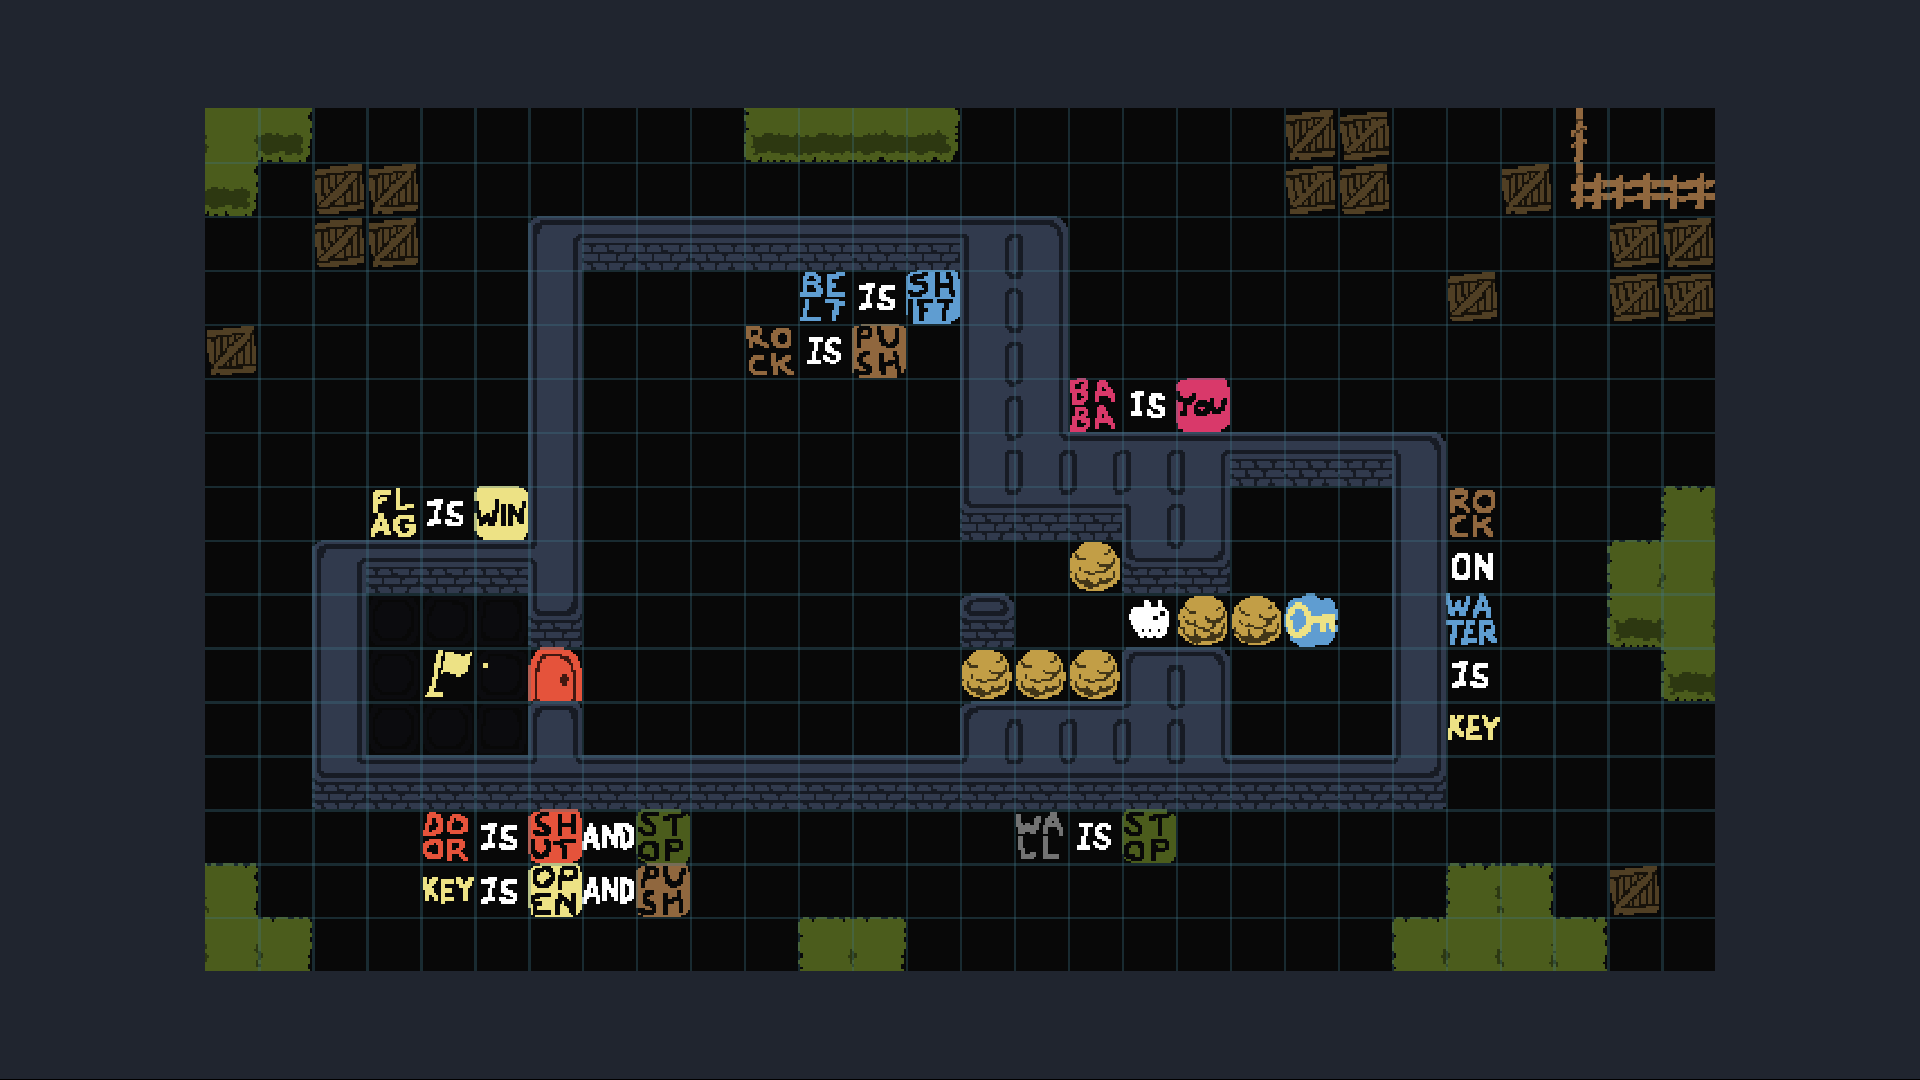 BELT IS SHIFT
ROCK IS PUSH
BABA IS YOU
FLAG IS WIN
ROCK
ON
WATER
IS
KEY
DOOR IS SHUT AND STOP
WALL IS STOP
KEY IS OPEN AND PUSH